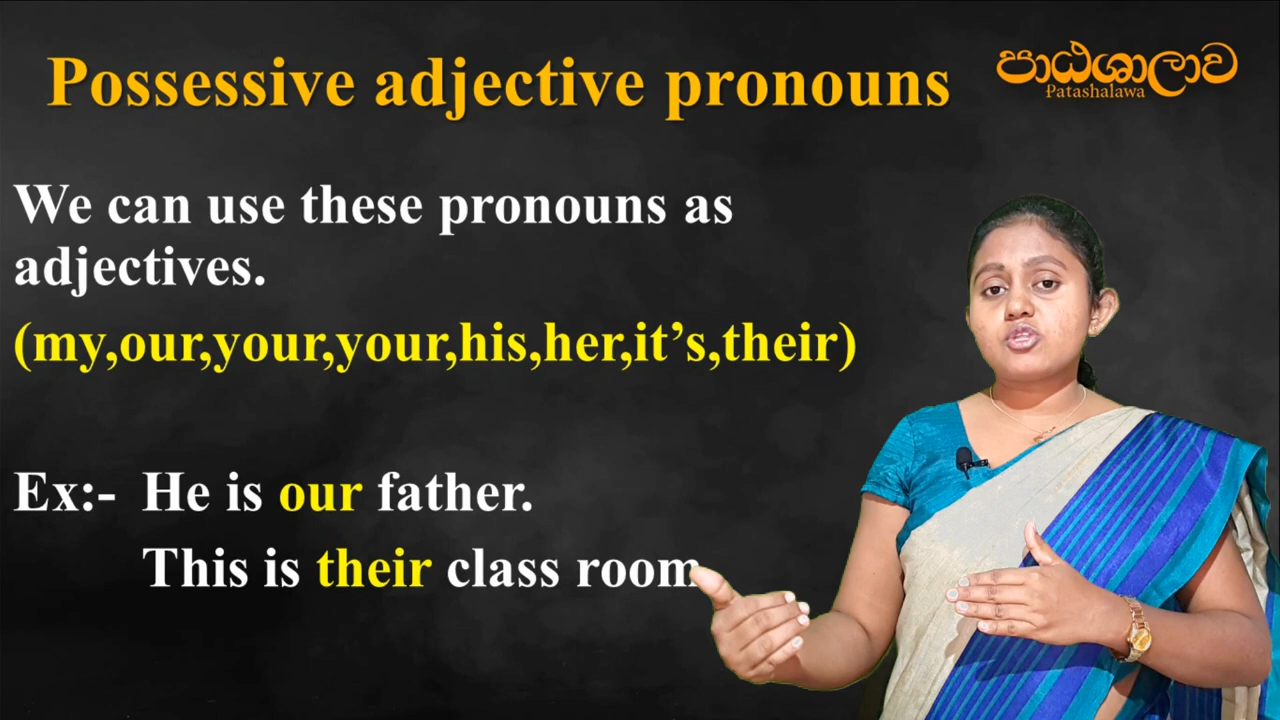 Possessive adjective pronouns
පාඨශාලාව
Patashalawa
We can use these pronouns as
adjectives.
(my,our,your,your,his,her,it’s,their)
Ex:- He is our father.
This is their class room